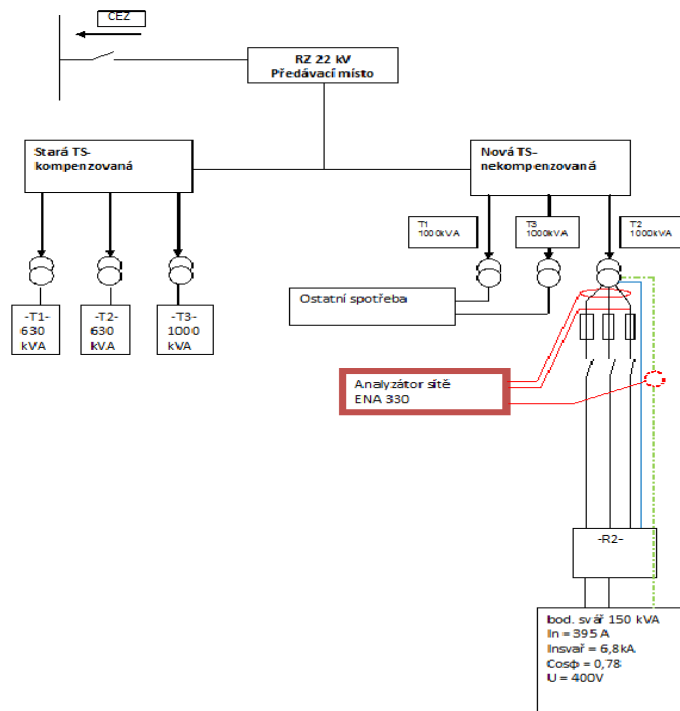 ČEZ
RZ 22 kV
Předávací místo
Stará TS-
kompenzovaná
Nová TS-
nekompenzovaná
T1
1000kVA
T3
1000kVA
T2
1000kVA
Ostatní spotřeba
-T1-
630
kVA
-T2-
630
kVA
-T3-
1000
kVA
Analyzátor sítě
ENA 330
-R2-
bod. svář 150 kVA
In = 395 A
Insvař = 6,8kA
Cosφ = 0,78
U = 400V